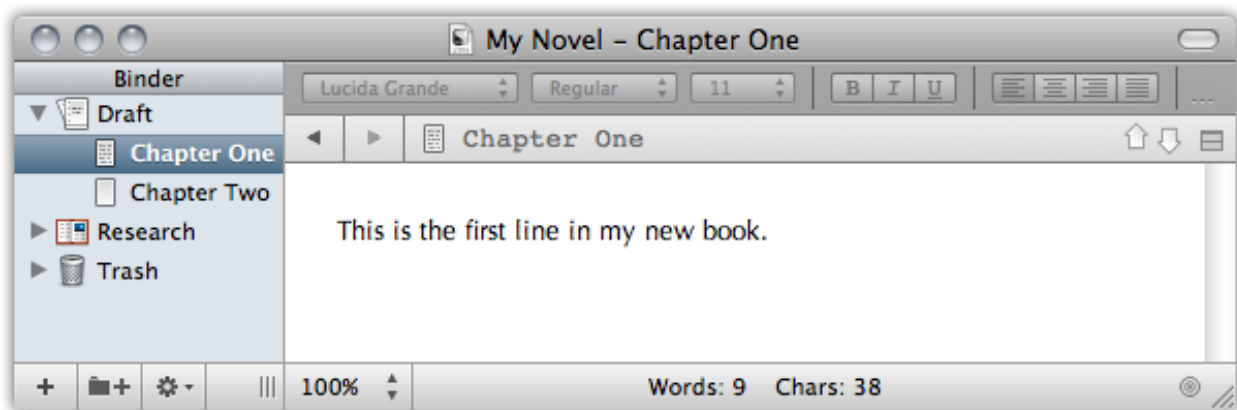 My Novel – Chapter One
Binder
Lucida Grande Regular 11 B I U ...
Draft
Chapter One
Chapter One
Chapter Two
Research
This is the first line in my new book.
Trash
100% Words: 9 Chars: 38